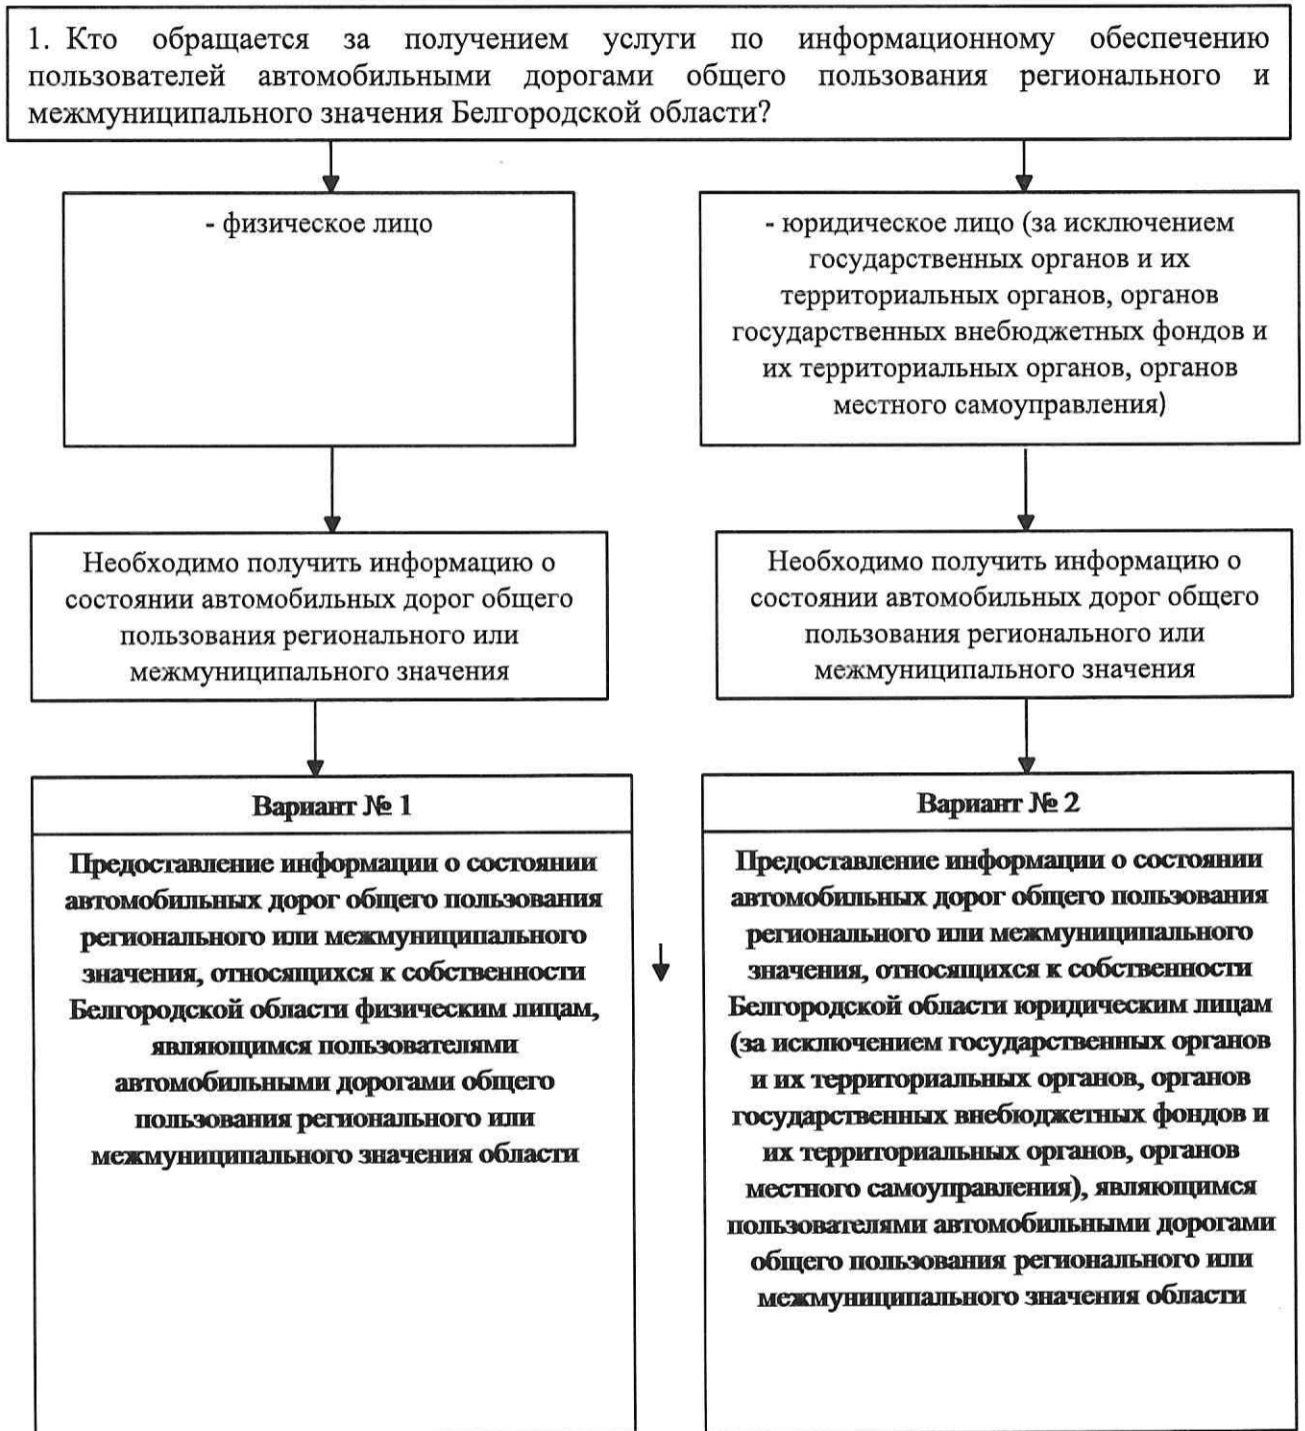 1. Кто обращается за получением услуги по информационному обеспечению
пользователей автомобильными дорогами общего пользования регионального и
межмуниципального значения Белгородской области?
- физическое лицо
- юридическое лицо (за исключением
государственных органов и их
территориальных органов, органов
государственных внебюджетных фондов и
их территориальных органов, органов
местного самоуправления)
Необходимо получить информацию о
состоянии автомобильных дорог общего
пользования регионального или
межмуниципального значения
Необходимо получить информацию о
состоянии автомобильных дорог общего
пользования регионального или
межмуниципального значения
Вариант № 1
Предоставление информации о состоянии
автомобильных дорог общего пользования
регионального или межмуниципального
значения, относящихся к собственности
Белгородской области физическим лицам,
являющимся пользователями
автомобильными дорогами общего
пользования регионального или
межмуниципального значения области
Вариант № 2
Предоставление информации о состоянии
автомобильных дорог общего пользования
регионального или межмуниципального
значения, относящихся к собственности
Белгородской области юридическим лицам
(за исключением государственных органов
и их территориальных органов, органов
государственных внебюджетных фондов и
их территориальных органов, органов
местного самоуправления), являющимся
пользователями автомобильными дорогами
общего пользования регионального или
межмуниципального значения области